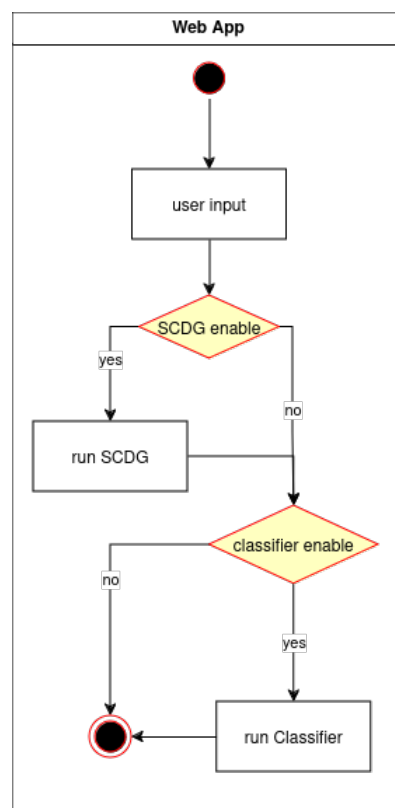 Web App
user input
SCDG enable
yes
no
run SCDG
classifier enable
no
yes
run Classifier